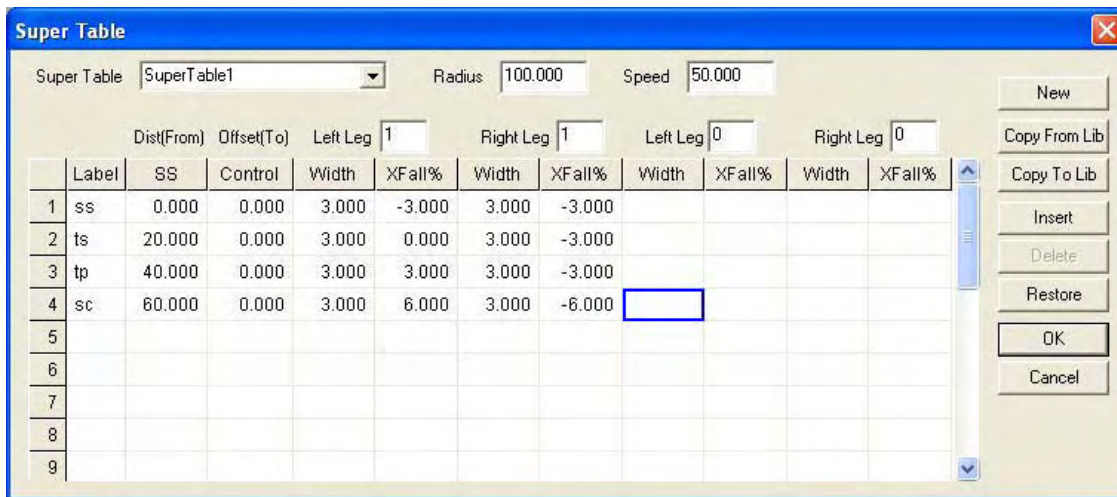 Super Table
Super Table SuperTable1 Radius 100.000 Speed 50.000
New
Dist(From) Offset(To) Left Leg 1 Right Leg 1 Left Leg 0 Right Leg 0
Copy From Lib
Label SS Control Width XFall% Width XFall% Width XFall% Width XFall%
Copy To Lib
1 ss 0.000 0.000 3.000 -3.000 3.000 -3.000
Insert
2 ts 20.000 0.000 3.000 0.000 3.000 -3.000
Delete
3 tp 40.000 0.000 3.000 3.000 3.000 -3.000
Restore
4 sc 60.000 0.000 3.000 6.000 3.000 -6.000
5
OK
6
Cancel
7
8
9